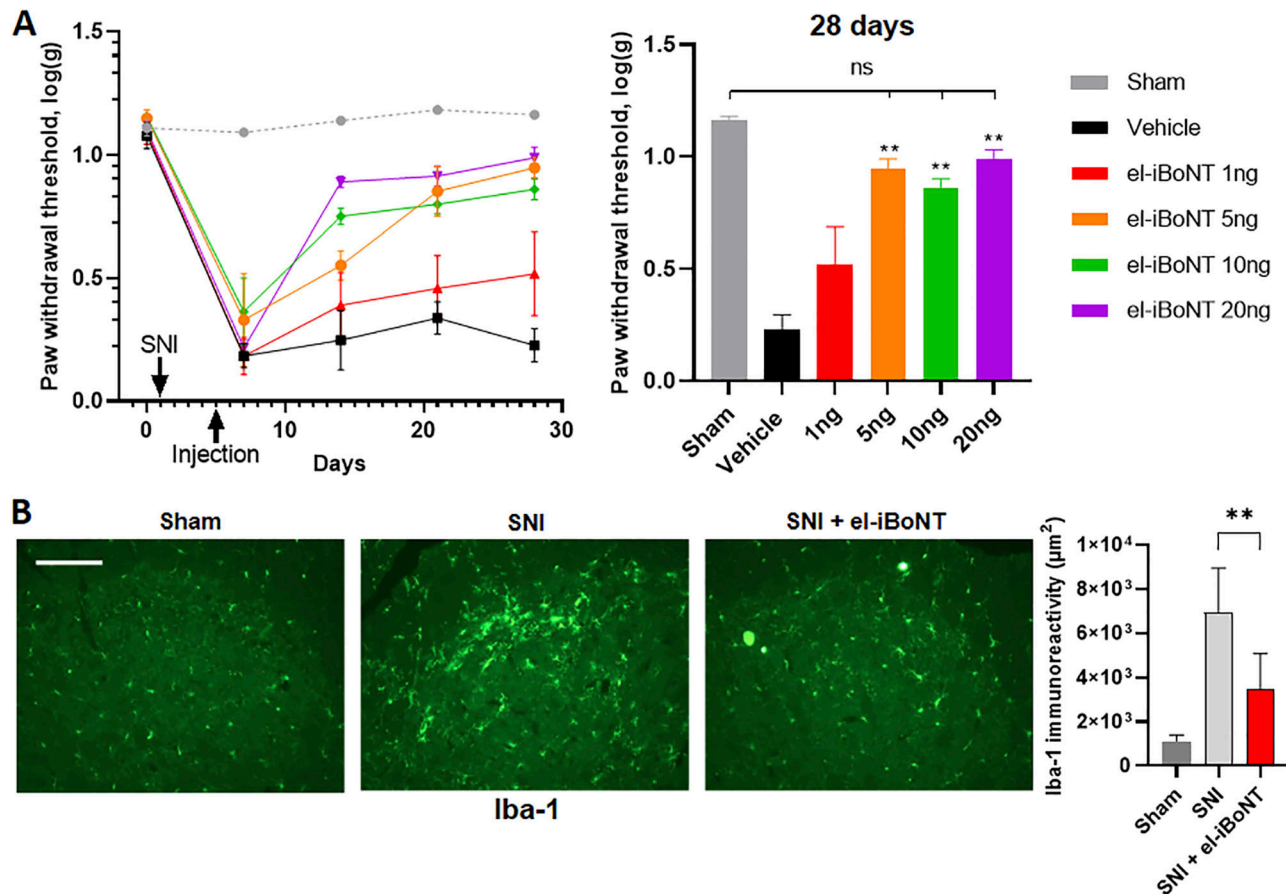 A
Paw withdrawal threshold, log(g)
1.5
1.0
0.5
0.0
SNI
0
10
20
30
Injection
Days
28 days
Paw withdrawal threshold, log(g)
1.5
1.0
0.5
0.0
ns
**
**
**
Sham
Vehicle
1ng
5ng
10ng
20ng
Sham
Vehicle
el-iBoNT 1ng
el-iBoNT 5ng
el-iBoNT 10ng
el-iBoNT 20ng
B
Sham
SNI
SNI + el-iBoNT
Iba-1
Iba-1 immunoreactivity (µm²)
**
1×10⁴
8×10³
6×10³
4×10³
2×10³
0
Sham
SNI
SNI + el-iBoNT